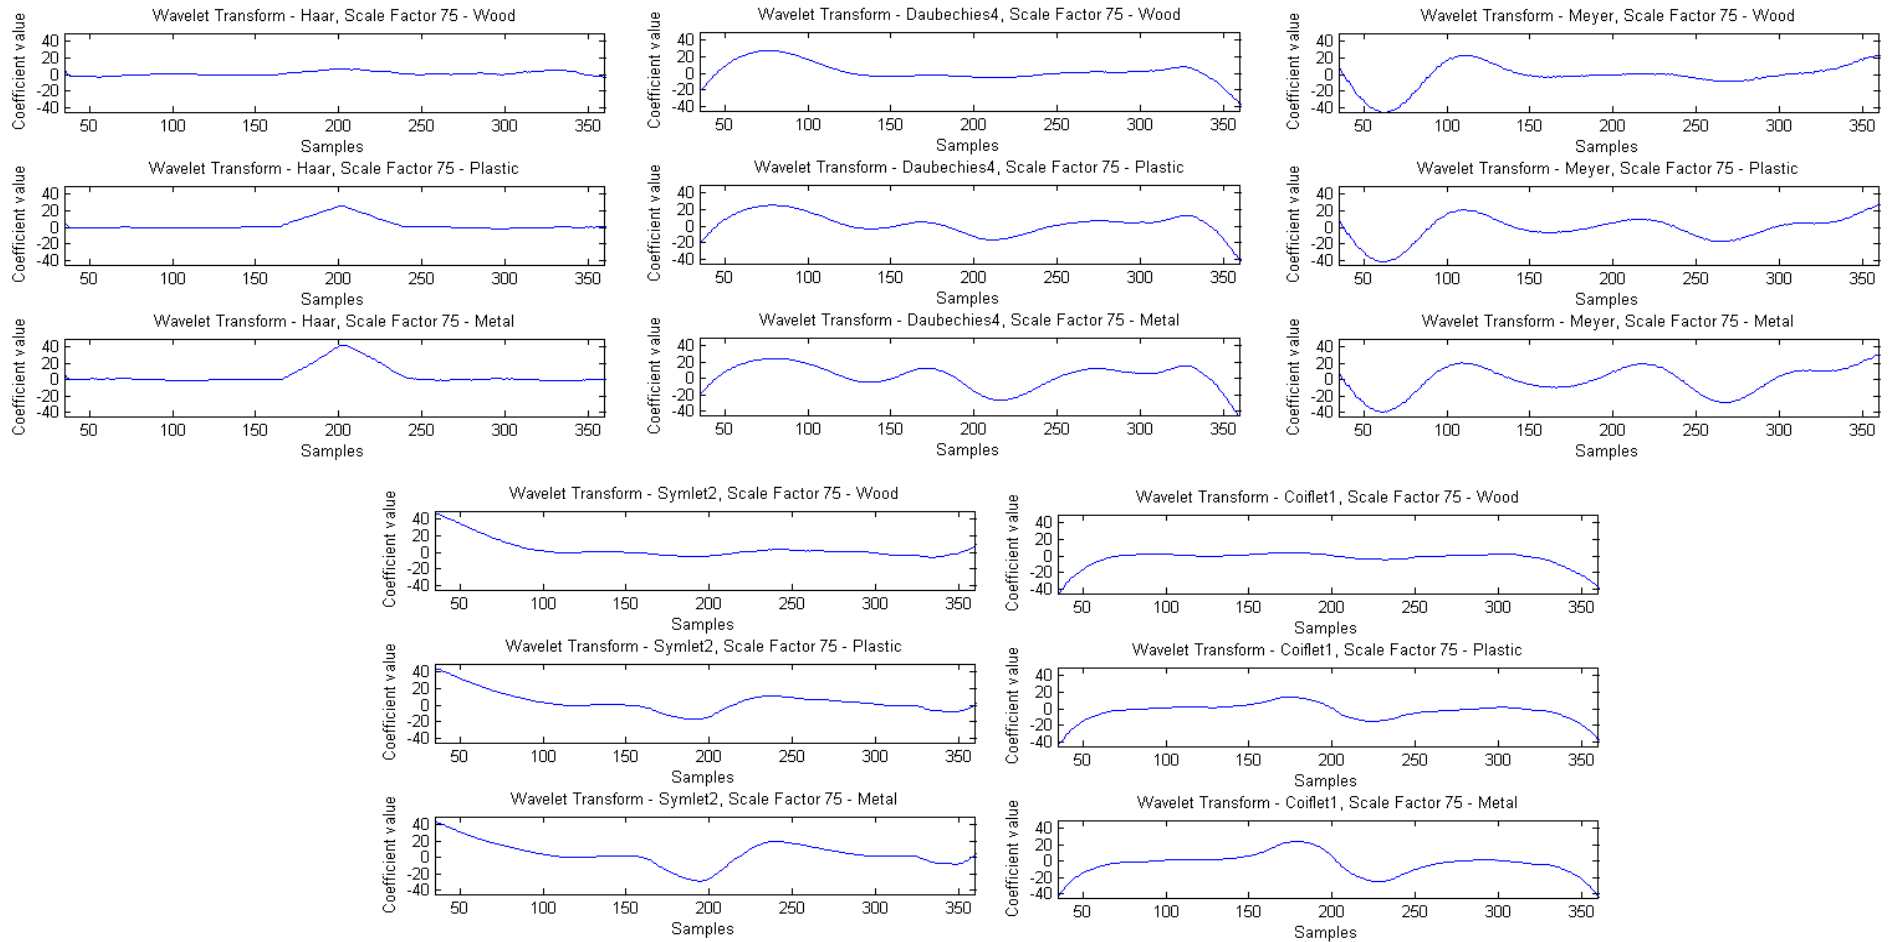 Wavelet Transform - Haar, Scale Factor 75 - Wood
Coefficient value
40
20
0
-20
-40
50 100 150 200 250 300 350
Samples
Wavelet Transform - Haar, Scale Factor 75 - Plastic
Coefficient value
40
20
0
-20
-40
50 100 150 200 250 300 350
Samples
Wavelet Transform - Haar, Scale Factor 75 - Metal
Coefficient value
40
20
0
-20
-40
50 100 150 200 250 300 350
Samples
Wavelet Transform - Daubechies4, Scale Factor 75 - Wood
Coefficient value
40
20
0
-20
-40
50 100 150 200 250 300 350
Samples
Wavelet Transform - Daubechies4, Scale Factor 75 - Plastic
Coefficient value
40
20
0
-20
-40
50 100 150 200 250 300 350
Samples
Wavelet Transform - Daubechies4, Scale Factor 75 - Metal
Coefficient value
40
20
0
-20
-40
50 100 150 200 250 300 350
Samples
Wavelet Transform - Meyer, Scale Factor 75 - Wood
Coefficient value
40
20
0
-20
-40
50 100 150 200 250 300 350
Samples
Wavelet Transform - Meyer, Scale Factor 75 - Plastic
Coefficient value
40
20
0
-20
-40
50 100 150 200 250 300 350
Samples
Wavelet Transform - Meyer, Scale Factor 75 - Metal
Coefficient value
40
20
0
-20
-40
50 100 150 200 250 300 350
Samples
Wavelet Transform - Symlet2, Scale Factor 75 - Wood
Coefficient value
40
20
0
-20
-40
50 100 150 200 250 300 350
Samples
Wavelet Transform - Symlet2, Scale Factor 75 - Plastic
Coefficient value
40
20
0
-20
-40
50 100 150 200 250 300 350
Samples
Wavelet Transform - Symlet2, Scale Factor 75 - Metal
Coefficient value
40
20
0
-20
-40
50 100 150 200 250 300 350
Samples
Wavelet Transform - Coiflet1, Scale Factor 75 - Wood
Coefficient value
40
20
0
-20
-40
50 100 150 200 250 300 350
Samples
Wavelet Transform - Coiflet1, Scale Factor 75 - Plastic
Coefficient value
40
20
0
-20
-40
50 100 150 200 250 300 350
Samples
Wavelet Transform - Coiflet1, Scale Factor 75 - Metal
Coefficient value
40
20
0
-20
-40
50 100 150 200 250 300 350
Samples